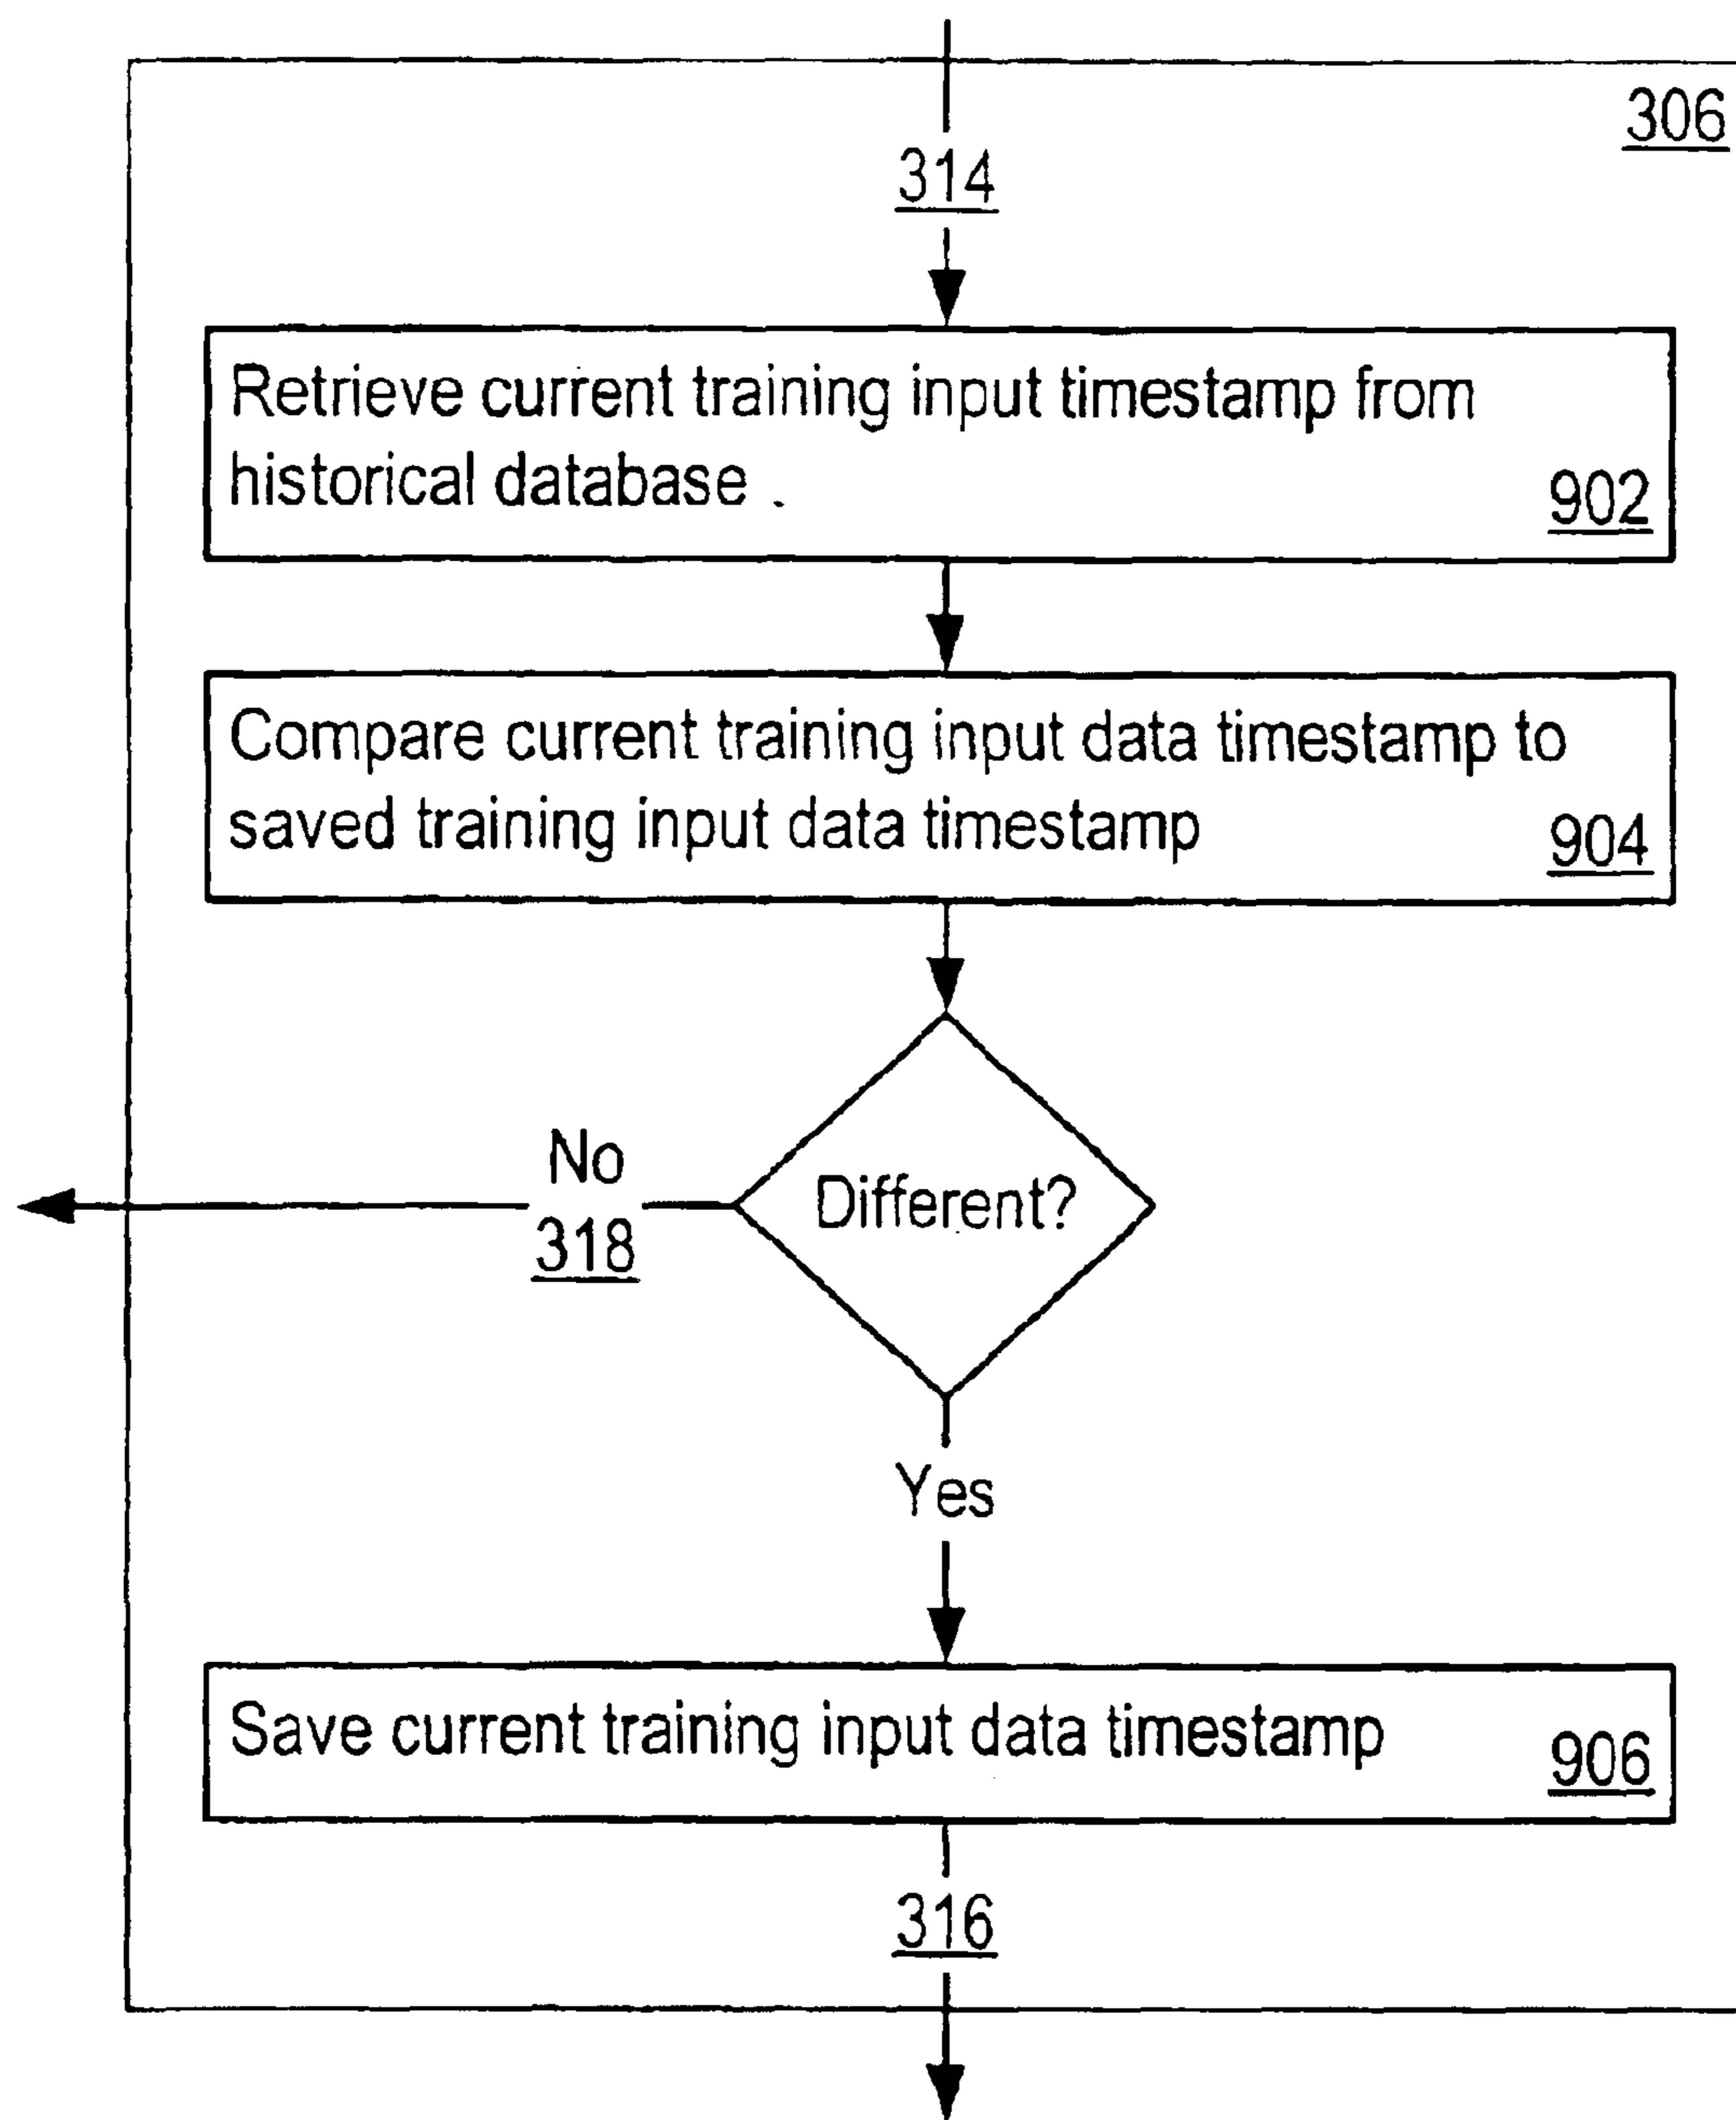 306
314
Retrieve current training input timestamp from
historical database .
902
Compare current training input data timestamp to
saved training input data timestamp
904
Different?
No
318
Yes
Save current training input data timestamp
906
316